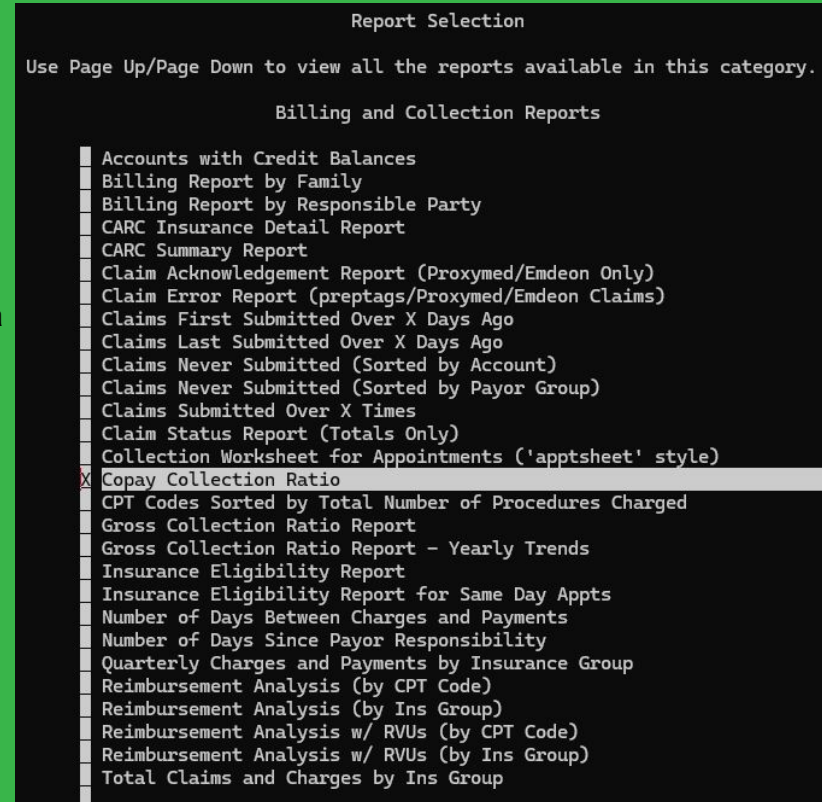 Report Selection
Use Page Up/Page Down to view all the reports available in this category.
Billing and Collection Reports
Accounts with Credit Balances
Billing Report by Family
Billing Report by Responsible Party
CARC Insurance Detail Report
CARC Summary Report
Claim Acknowledgement Report (Proxymed/Emdeon Only)
Claim Error Report (preptags/Proxymed/Emdeon Claims)
Claims First Submitted Over X Days Ago
Claims Last Submitted Over X Days Ago
Claims Never Submitted (Sorted by Account)
Claims Never Submitted (Sorted by Payor Group)
Claims Submitted Over X Times
Claim Status Report (Totals Only)
Collection Worksheet for Appointments ('apptsheet' style)
X Copay Collection Ratio
CPT Codes Sorted by Total Number of Procedures Charged
Gross Collection Ratio Report
Gross Collection Ratio Report – Yearly Trends
Insurance Eligibility Report
Insurance Eligibility Report for Same Day Appts
Number of Days Between Charges and Payments
Number of Days Since Payor Responsibility
Quarterly Charges and Payments by Insurance Group
Reimbursement Analysis (by CPT Code)
Reimbursement Analysis (by Ins Group)
Reimbursement Analysis w/ RVUs (by CPT Code)
Reimbursement Analysis w/ RVUs (by Ins Group)
Total Claims and Charges by Ins Group